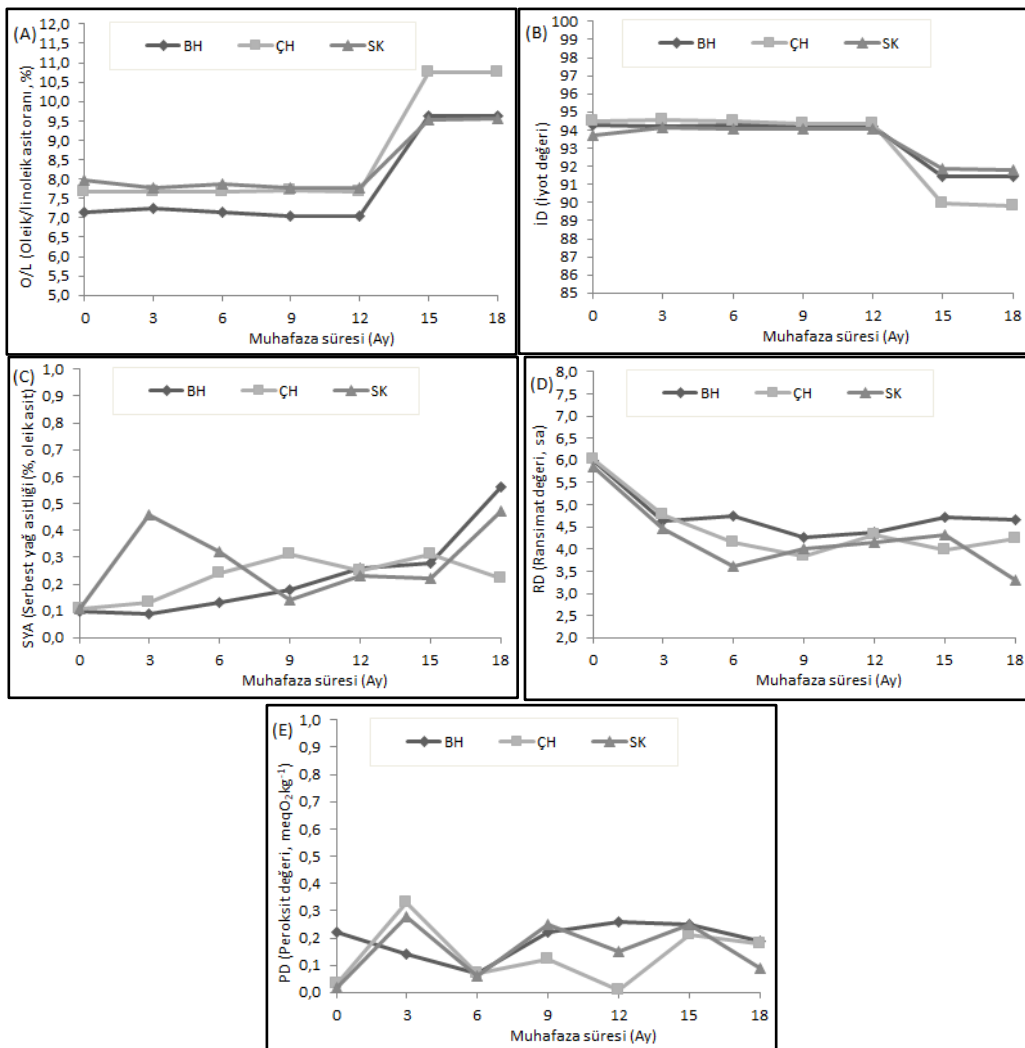 (A)
BH ÇH SK
O/L (Oleik/linoleik asit oranı, %)
12,0
11,5
11,0
10,5
10,0
9,5
9,0
8,5
8,0
7,5
7,0
6,5
6,0
5,5
5,0
0 3 6 9 12 15 18
Muhafaza süresi (Ay)
(B)
BH ÇH SK
İD (İyot değeri)
100
99
98
97
96
95
94
93
92
91
90
89
88
87
86
85
0 3 6 9 12 15 18
Muhafaza süresi (Ay)
(C)
BH ÇH SK
SYA (Serbest yağ asitliği (%, oleik asit)
1,0
0,9
0,8
0,7
0,6
0,5
0,4
0,3
0,2
0,1
0,0
0 3 6 9 12 15 18
Muhafaza süresi (Ay)
(D)
BH ÇH SK
RD (Ransimat değeri, sa)
8,0
7,5
7,0
6,5
6,0
5,5
5,0
4,5
4,0
3,5
3,0
2,5
2,0
0 3 6 9 12 15 18
Muhafaza süresi (Ay)
(E)
BH ÇH SK
PD (Peroksit değeri, meqO₂kg⁻¹)
1,0
0,9
0,8
0,7
0,6
0,5
0,4
0,3
0,2
0,1
0,0
0 3 6 9 12 15 18
Muhafaza süresi (Ay)